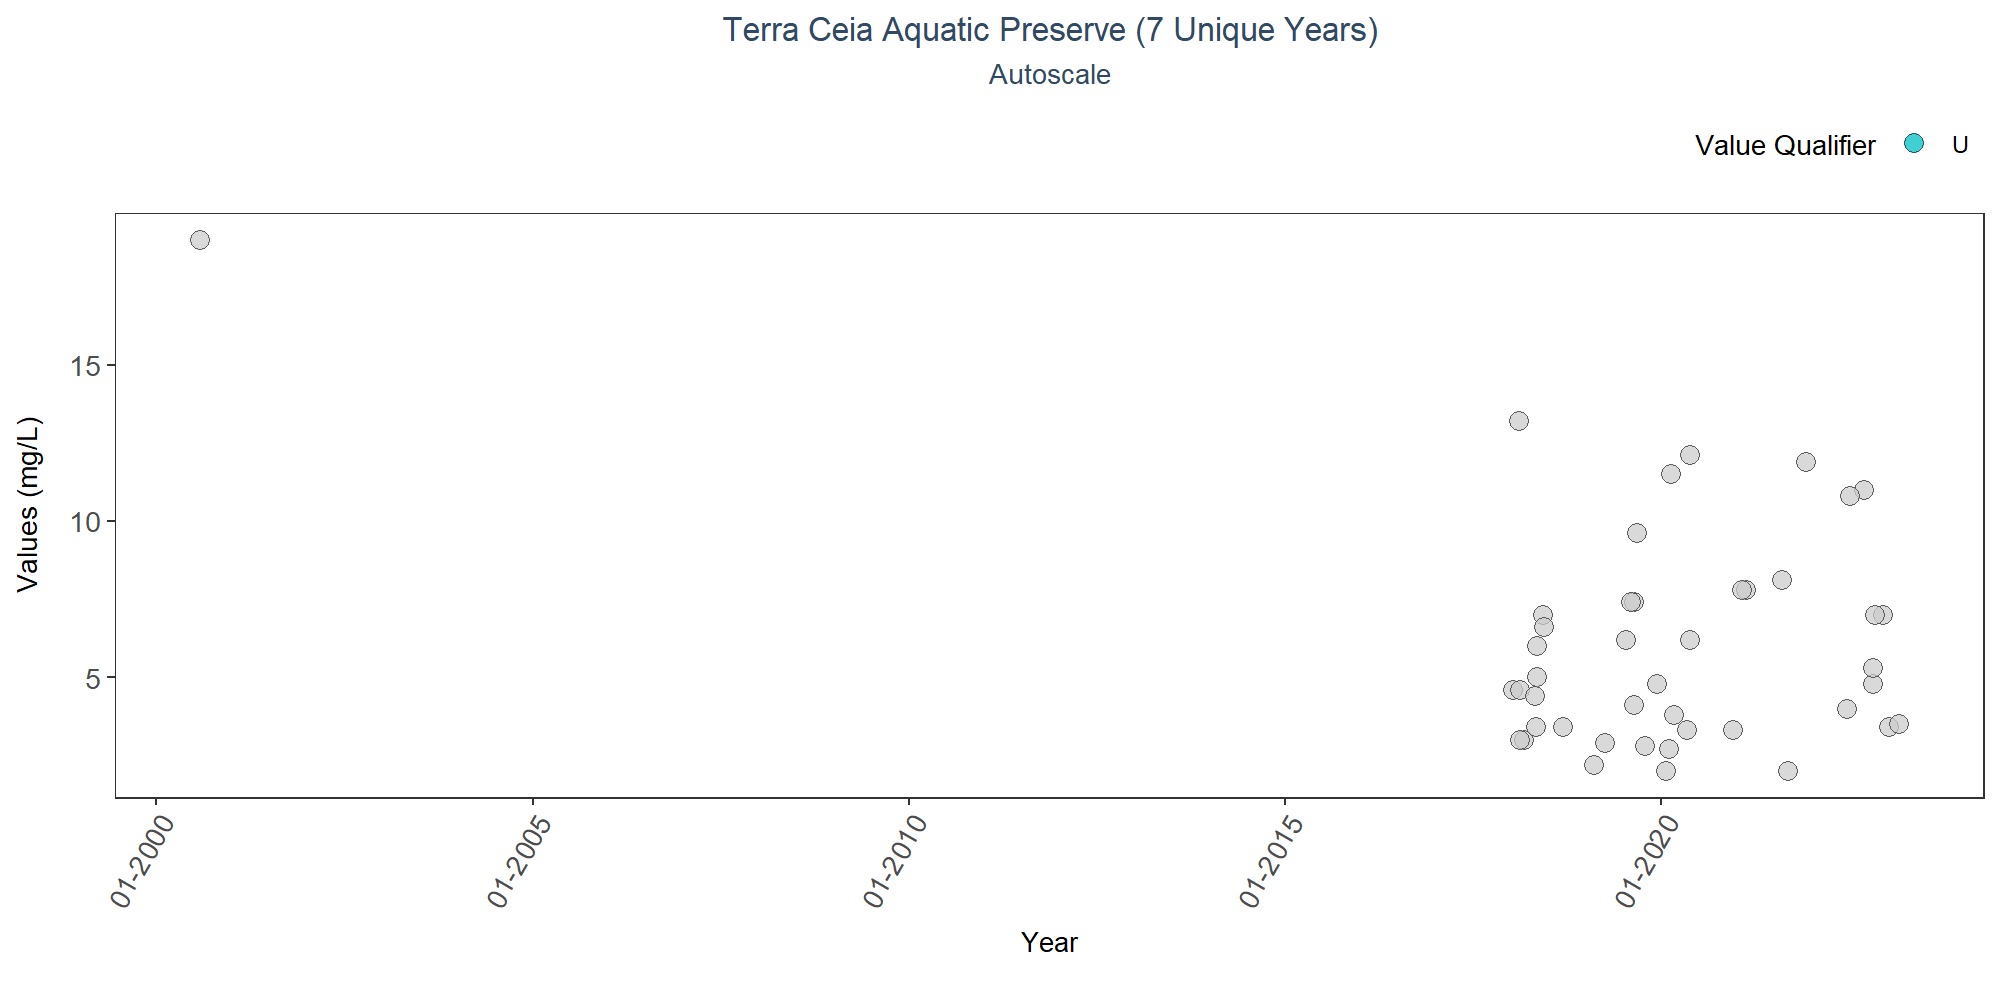 Terra Ceia Aquatic Preserve (7 Unique Years)
Autoscale
Value Qualifier U
Values (mg/L)
15
10
5
01-2000
01-2005
01-2010
01-2015
01-2020
Year